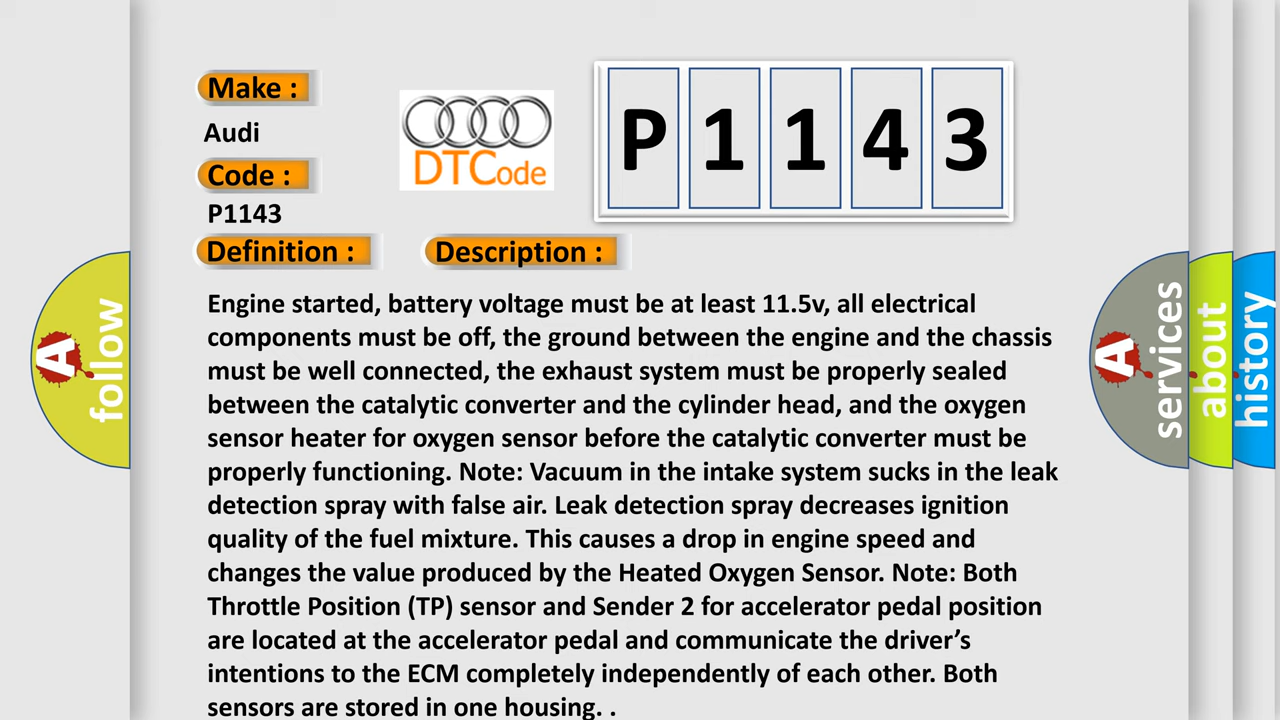 Make :
Audi
Code :
P1143
DTCode
P 1 1 4 3
Definition :
Description :
Engine started, battery voltage must be at least 11.5v, all electrical
components must be off, the ground between the engine and the chassis
must be well connected, the exhaust system must be properly sealed
between the catalytic converter and the cylinder head, and the oxygen
sensor heater for oxygen sensor before the catalytic converter must be
properly functioning. Note: Vacuum in the intake system sucks in the leak
detection spray with false air. Leak detection spray decreases ignition
quality of the fuel mixture. This causes a drop in engine speed and
changes the value produced by the Heated Oxygen Sensor. Note: Both
Throttle Position (TP) sensor and Sender 2 for accelerator pedal position
are located at the accelerator pedal and communicate the driver’s
intentions to the ECM completely independently of each other. Both
sensors are stored in one housing. .
A
follow
A
services
about
history